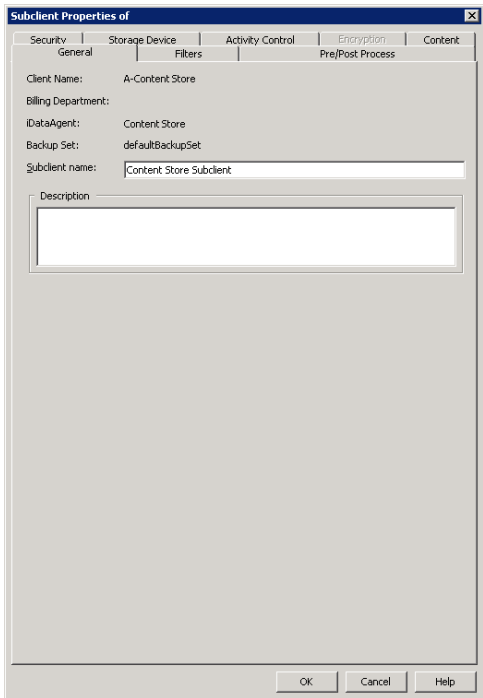 Subclient Properties of
Security Storage Device Activity Control Encryption Content
General Filters Pre/Post Process
Client Name: A-Content Store
Billing Department:
iDataAgent: Content Store
Backup Set: defaultBackupSet
Subclient name: Content Store Subclient
Description
OK Cancel Help